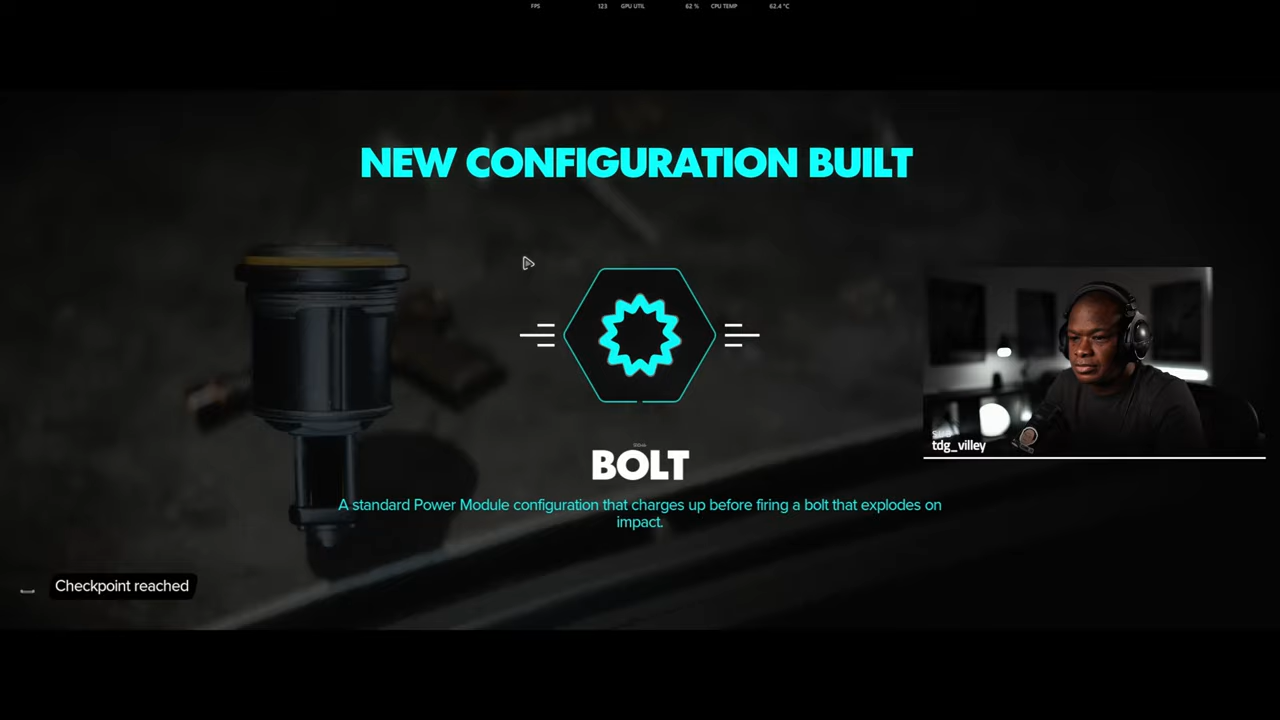 FPS 123 GPU UTIL 62 % CPU TEMP 62.4 °C
NEW CONFIGURATION BUILT
BOLT
A standard Power Module configuration that charges up before firing a bolt that explodes on
impact.
tdg_villey
Checkpoint reached